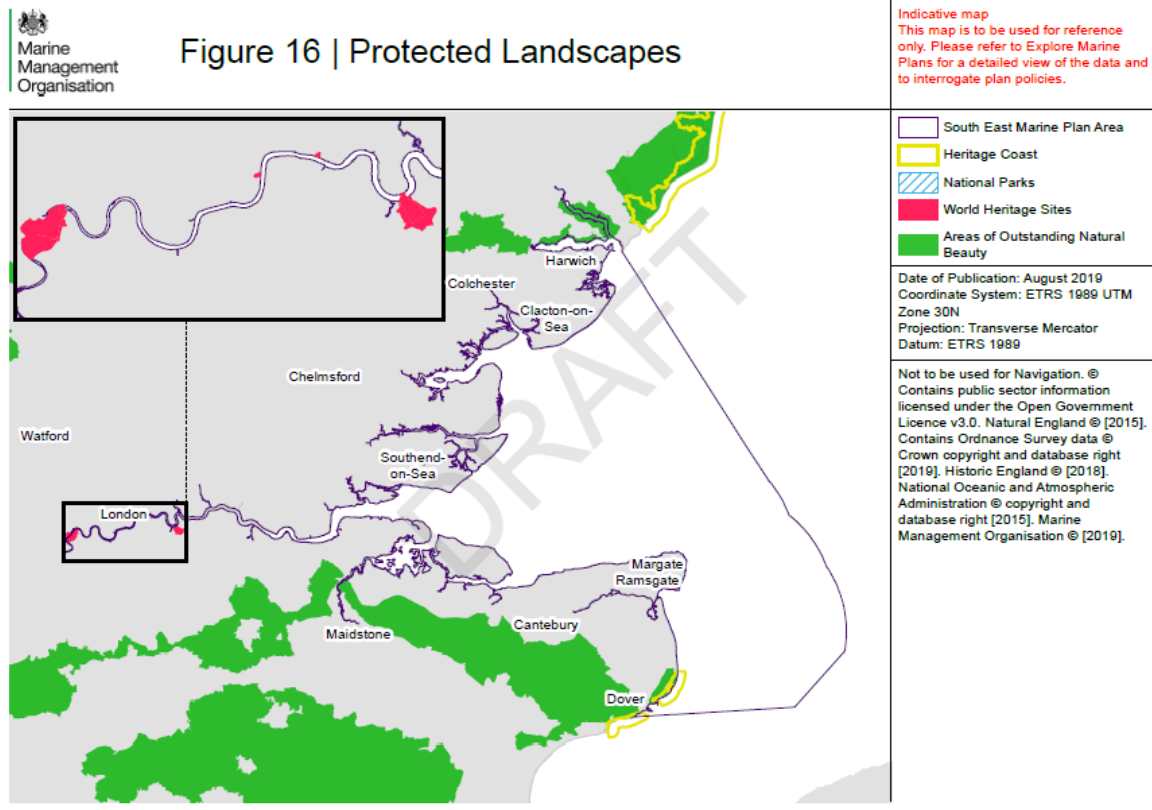 Marine
Management
Organisation
Figure 16 | Protected Landscapes
Indicative map
This map is to be used for reference
only. Please refer to Explore Marine
Plans for a detailed view of the data and
to interrogate plan policies.
South East Marine Plan Area
Heritage Coast
National Parks
World Heritage Sites
Areas of Outstanding Natural
Beauty
Date of Publication: August 2019
Coordinate System: ETRS 1989 UTM
Zone 30N
Projection: Transverse Mercator
Datum: ETRS 1989
Not to be used for Navigation. ©
Contains public sector information
licensed under the Open Government
Licence v3.0. Natural England © [2015].
Contains Ordnance Survey data ©
Crown copyright and database right
[2019]. Historic England © [2018].
National Oceanic and Atmospheric
Administration © copyright and
database right [2015]. Marine
Management Organisation © [2019].
Harwich
Colchester
Clacton-on-
Sea
Chelmsford
Watford
Southend-
on-Sea
London
Margate
Ramsgate
Cantebury
Maidstone
Dover
DRAFT